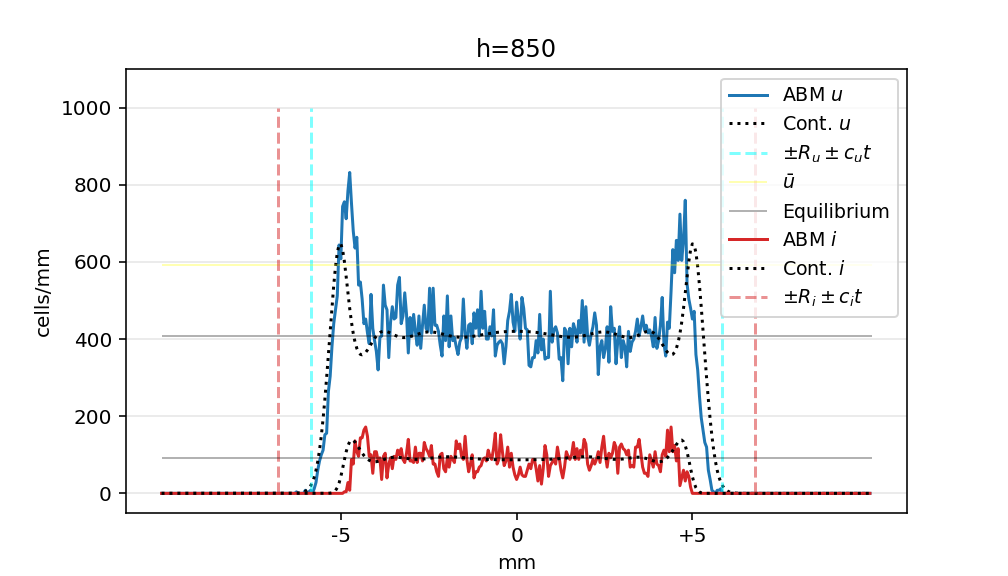 h=850
1000
800
600
400
200
0
cells/mm
-5
0
+5
mm
ABM u
Cont. u
±R_u ± c_u t
ū
Equilibrium
ABM i
Cont. i
±R_i ± c_i t